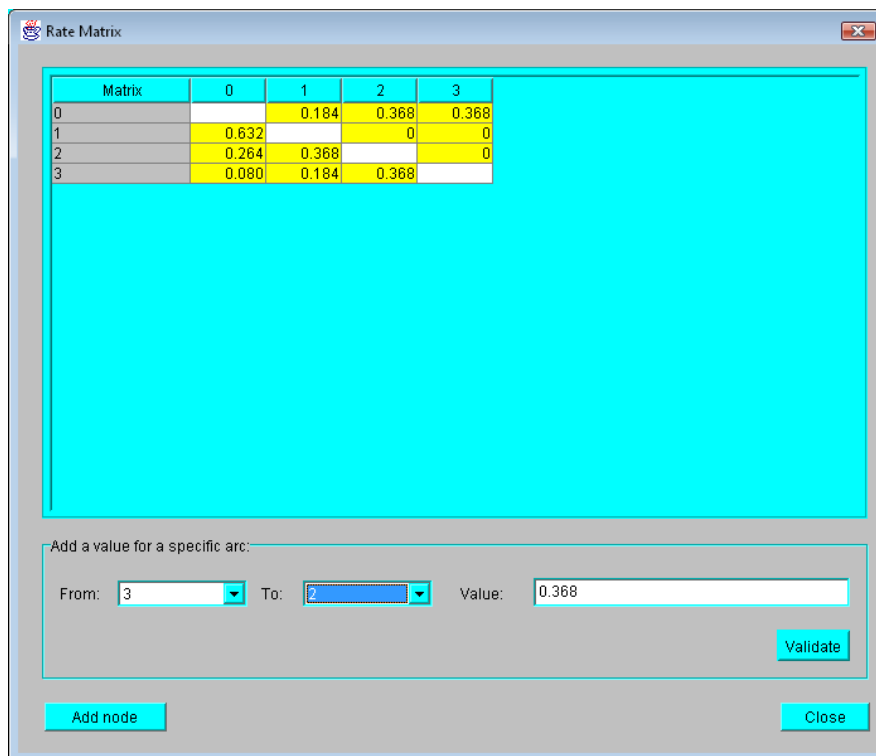 Rate Matrix
Matrix 0 1 2 3
0 0.184 0.368 0.368
1 0.632 0 0
2 0.264 0.368 0
3 0.080 0.184 0.368
Add a value for a specific arc:
From: 3 To: 2 Value: 0.368
Validate
Add node Close